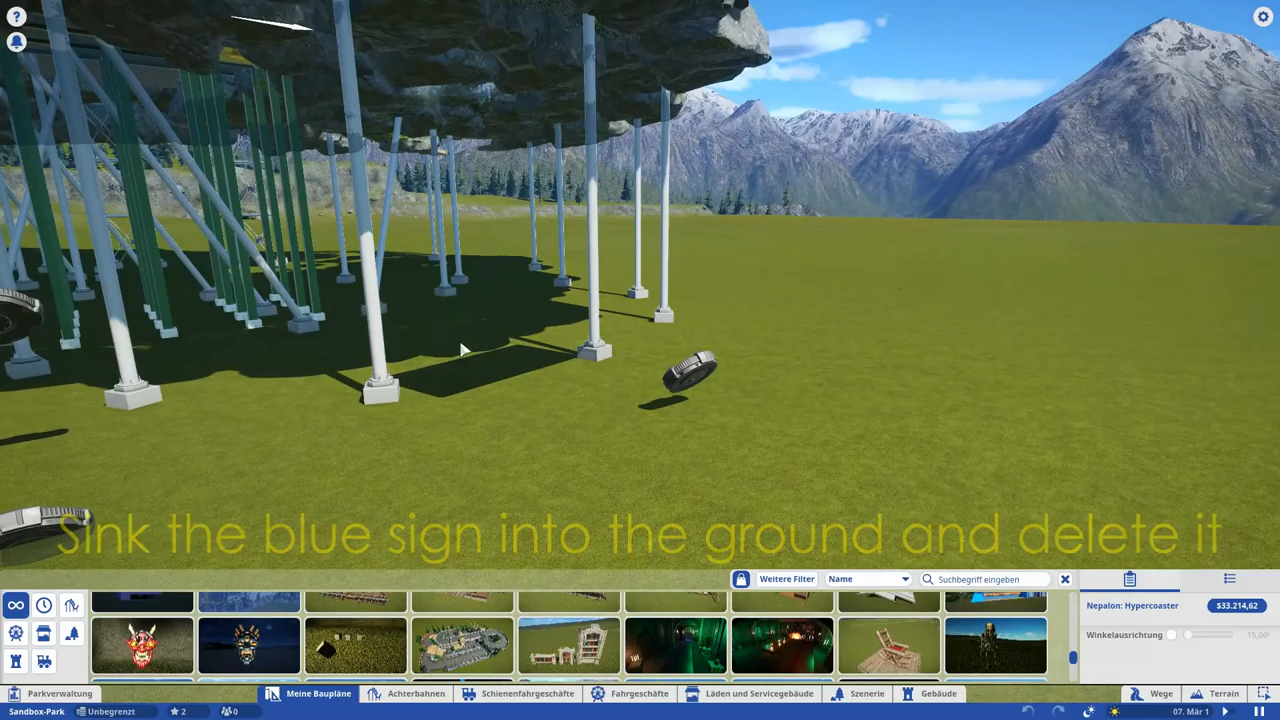 ?
Sink the blue sign into the ground and delete it
Weitere Filter
Name
Suchbegriff eingeben
Nepalon: Hypercoaster
$33.214,62
Winkelausrichtung
15,00°
Parkverwaltung
Meine Baupläne
Achterbahnen
Schienenfahrgeschäfte
Fahrgeschäfte
Läden und Servicegebäude
Szenerie
Gebäude
Wege
Terrain
Sandbox-Park
Unbegrenzt
2
0
07. Mär 1